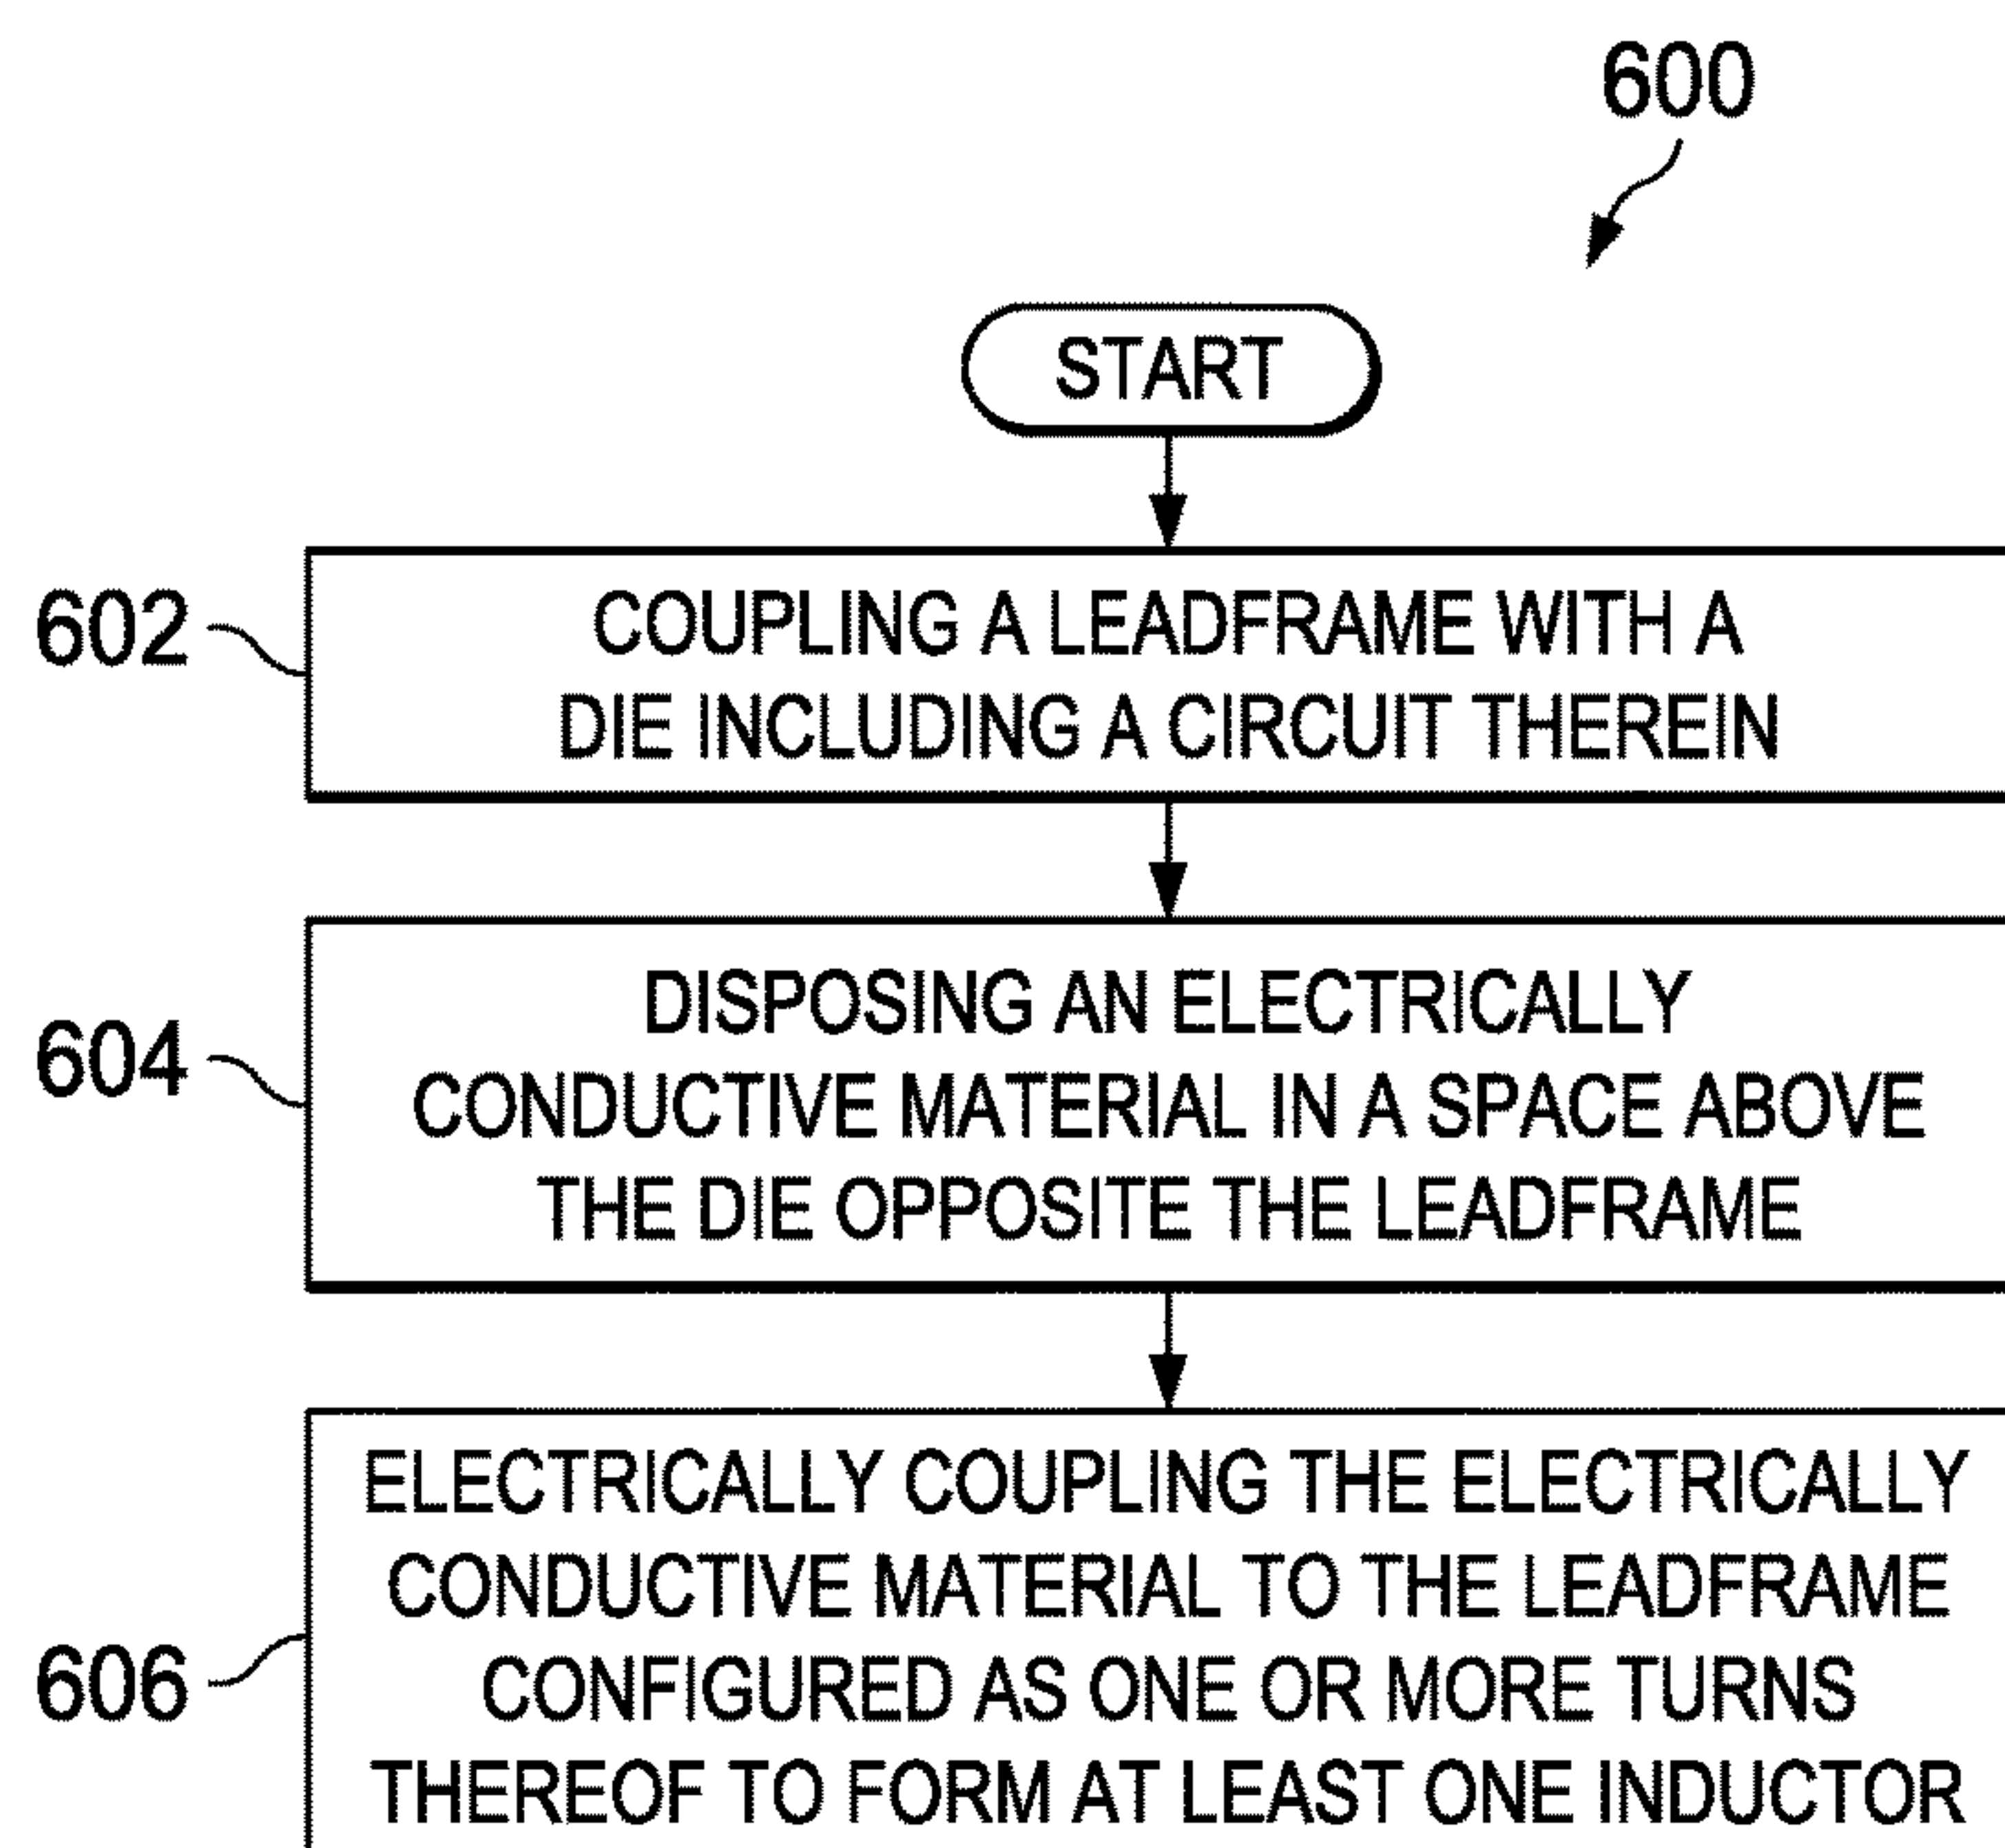 600
START
602
COUPLING A LEADFRAME WITH A
DIE INCLUDING A CIRCUIT THEREIN
604
DISPOSING AN ELECTRICALLY
CONDUCTIVE MATERIAL IN A SPACE ABOVE
THE DIE OPPOSITE THE LEADFRAME
606
ELECTRICALLY COUPLING THE ELECTRICALLY
CONDUCTIVE MATERIAL TO THE LEADFRAME
CONFIGURED AS ONE OR MORE TURNS
THEREOF TO FORM AT LEAST ONE INDUCTOR